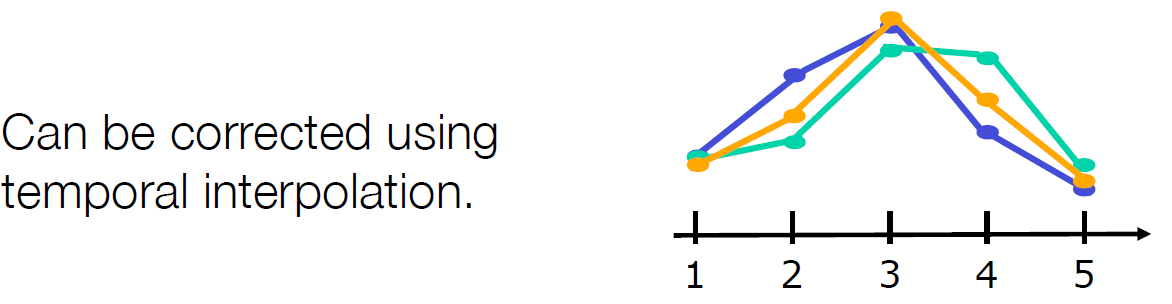 Can be corrected using
temporal interpolation.
1 2 3 4 5